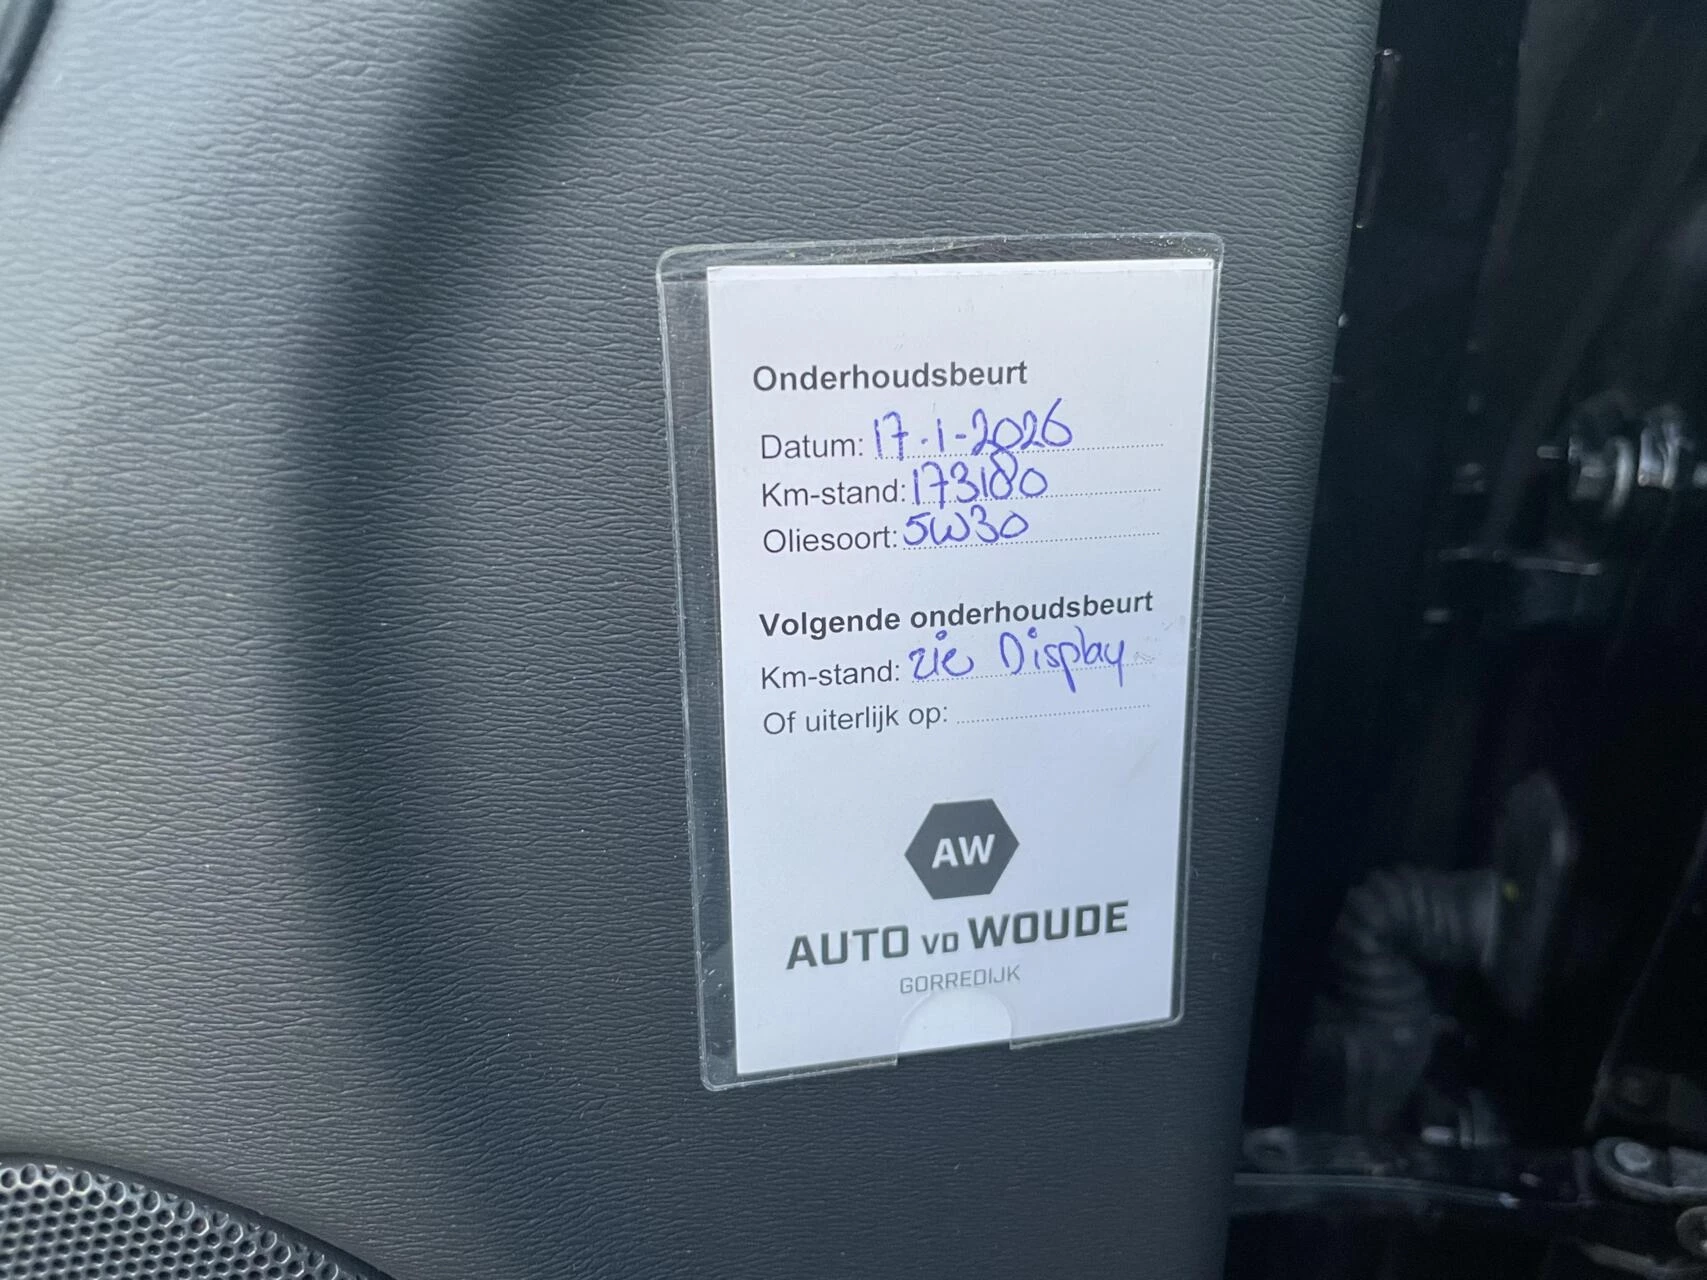 Onderhoudsbeurt
Datum: 17-1-2026
Km-stand: 173180
Oliesoort: 5W30
Volgende onderhoudsbeurt
Km-stand: zie Display
Of uiterlijk op:
AW
AUTO VD WOUDE
GORREDIJK